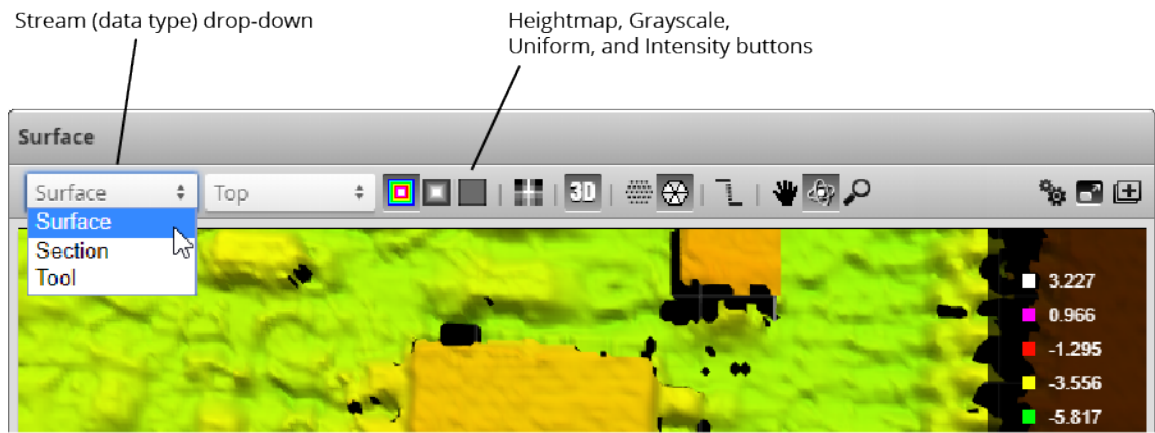 Stream (data type) drop-down
Heightmap, Grayscale,
Uniform, and Intensity buttons
Surface
Surface
Top
3D
Surface
Section
Tool
3.227
0.966
-1.295
-3.556
-5.817